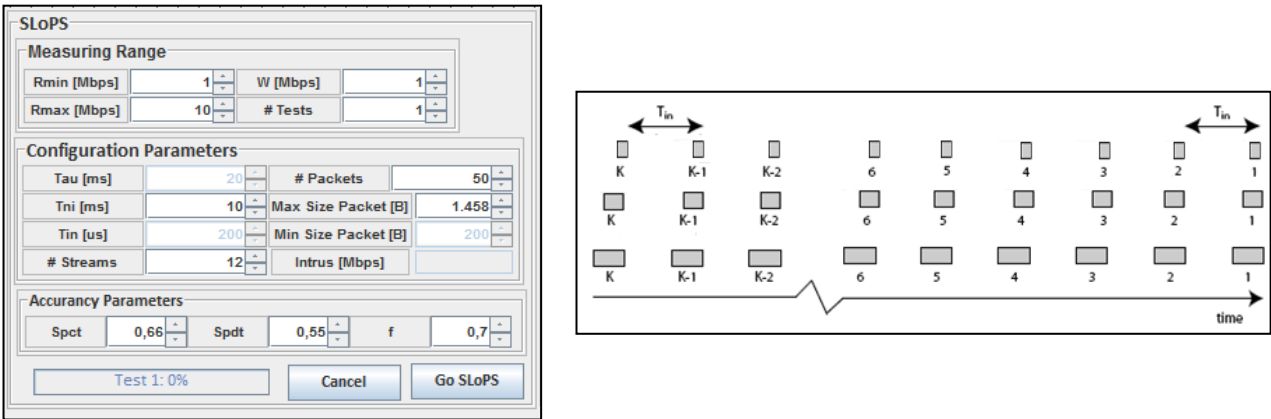 SLoPS
Measuring Range
Rmin [Mbps] 1 W [Mbps] 1
Rmax [Mbps] 10 # Tests 1
Configuration Parameters
Tau [ms] 20 # Packets 50
Tni [ms] 10 Max Size Packet [B] 1.458
Tin [us] 200 Min Size Packet [B] 200
# Streams 12 Intrus [Mbps]
Accurancy Parameters
Spct 0,66 Spdt 0,55 f 0,7
Test 1: 0% Cancel Go SLoPS
Tin Tin
K K-1 K-2 6 5 4 3 2 1
K K-1 K-2 6 5 4 3 2 1
K K-1 K-2 6 5 4 3 2 1
time